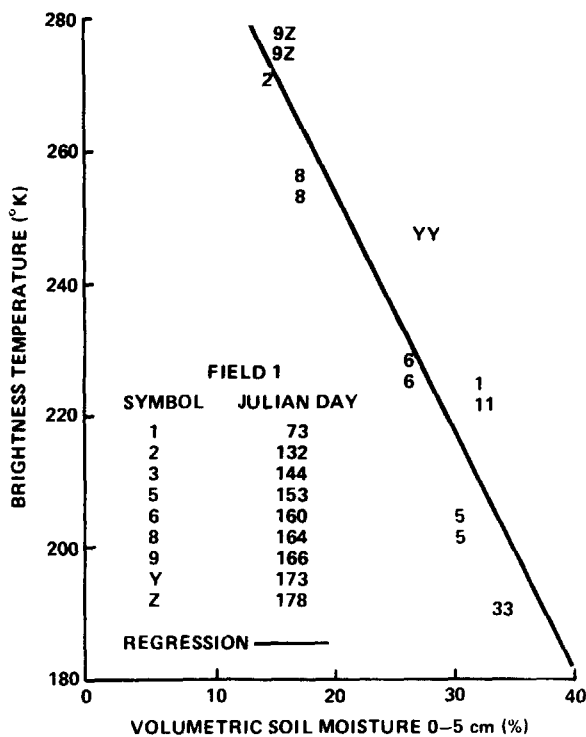 280
260
240
220
200
180
BRIGHTNESS TEMPERATURE (°K)
9Z
9Z
2
8
8
YY
6
6
1
11
5
5
33
FIELD 1
SYMBOL JULIAN DAY
1 73
2 132
3 144
5 153
6 160
8 164
9 166
Y 173
Z 178
REGRESSION
0 10 20 30 40
VOLUMETRIC SOIL MOISTURE 0–5 cm (%)